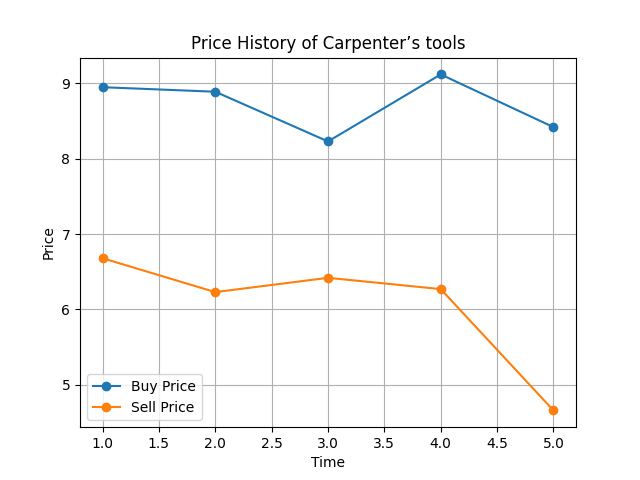 Price History of Carpenter’s tools
Price
9
8
7
6
5
Buy Price
Sell Price
1.0 1.5 2.0 2.5 3.0 3.5 4.0 4.5 5.0
Time